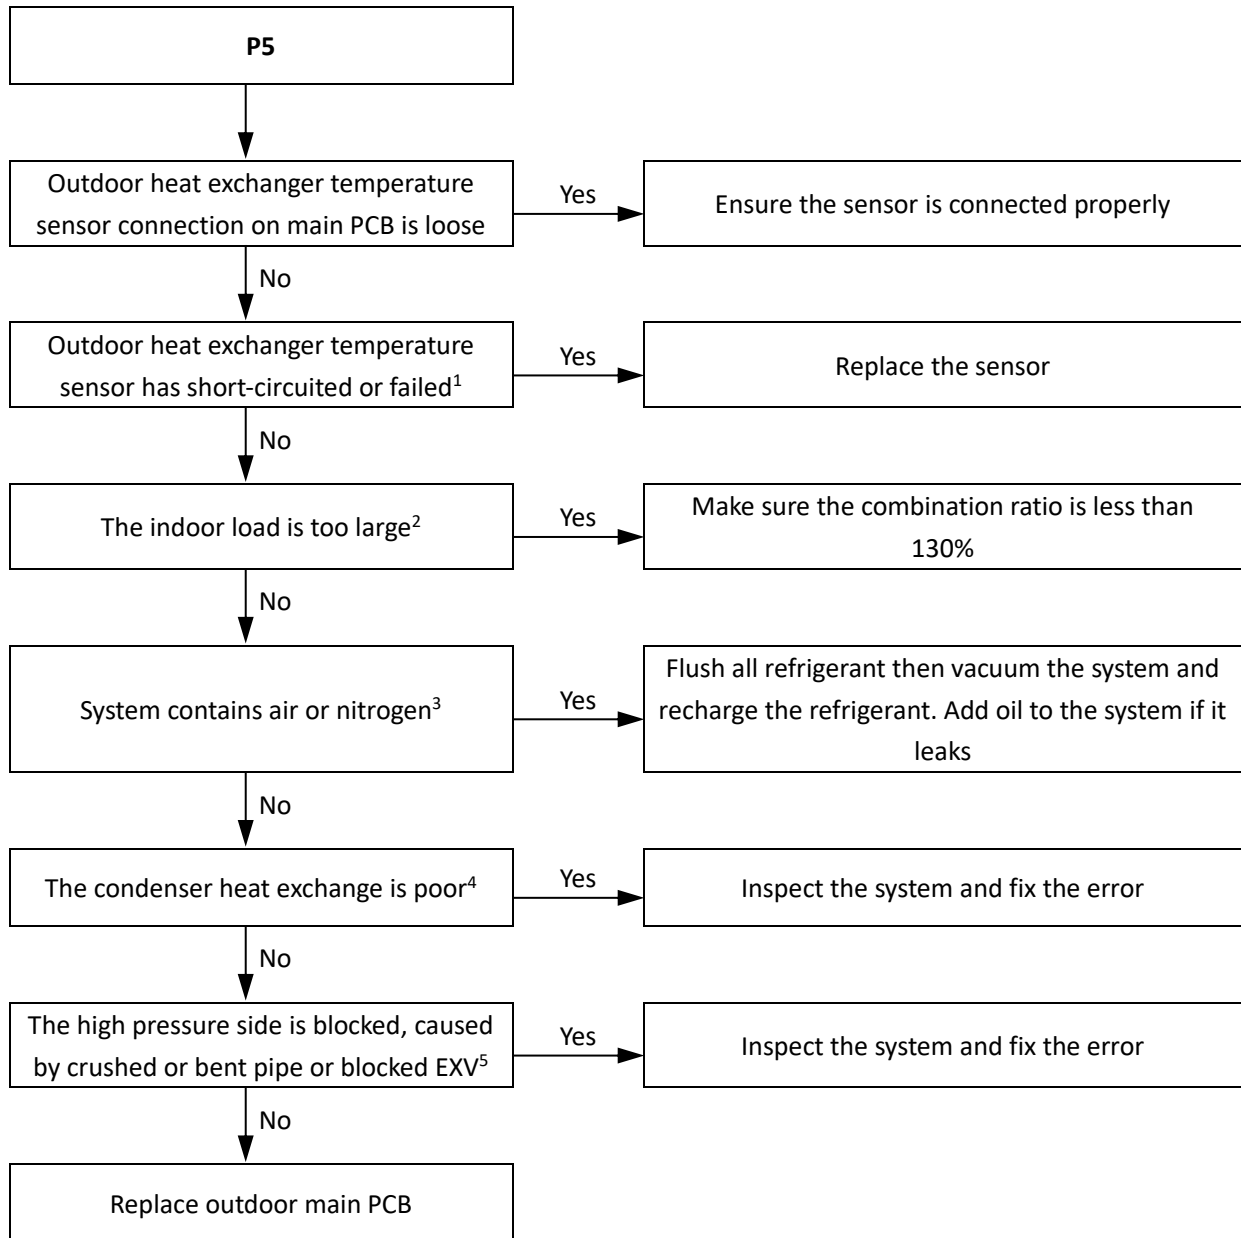 P5
Outdoor heat exchanger temperature
sensor connection on main PCB is loose
Yes
Ensure the sensor is connected properly
No
Outdoor heat exchanger temperature
sensor has short-circuited or failed1
Yes
Replace the sensor
No
The indoor load is too large2
Yes
Make sure the combination ratio is less than
130%
No
System contains air or nitrogen3
Yes
Flush all refrigerant then vacuum the system and
recharge the refrigerant. Add oil to the system if it
leaks
No
The condenser heat exchange is poor4
Yes
Inspect the system and fix the error
No
The high pressure side is blocked, caused
by crushed or bent pipe or blocked EXV5
Yes
Inspect the system and fix the error
No
Replace outdoor main PCB